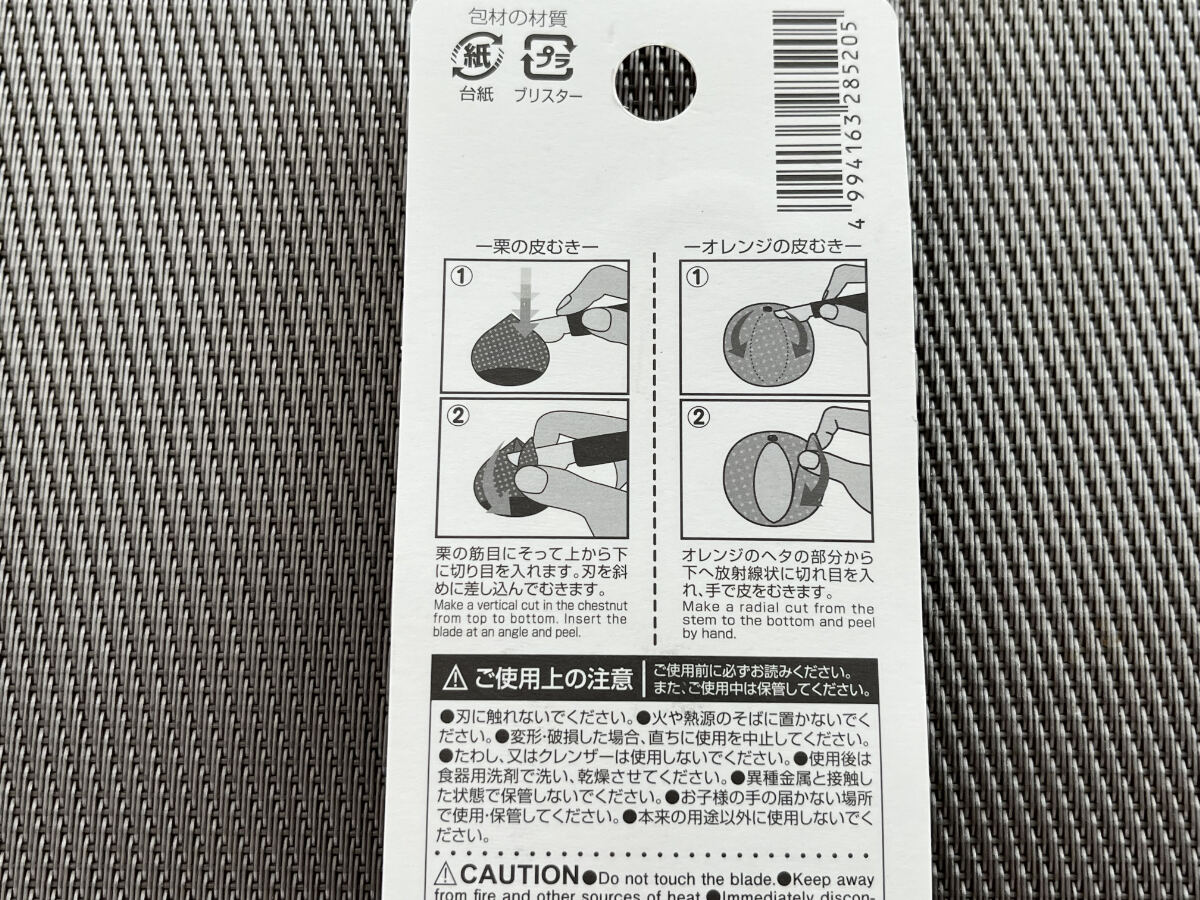 包材の材質
紙
プラ
台紙
ブリスター
4 994163 285205
ー栗の皮むきー
①
②
栗の筋目にそって上から下
に切り目を入れます。刃を斜
めに差し込んでむきます。
Make a vertical cut in the chestnut
from top to bottom. Insert the
blade at an angle and peel.
ーオレンジの皮むきー
①
②
オレンジのヘタの部分から
下へ放射線状に切れ目を入
れ、手で皮をむきます。
Make a radial cut from the
stem to the bottom and peel
by hand.
⚠ご使用上の注意
ご使用前に必ずお読みください。
また、ご使用中は保管してください。
●刃に触れないでください。●火や熱源のそばに置かないでく
ださい。●変形・破損した場合、直ちに使用を中止してください。
●たわし、又はクレンザーは使用しないでください。●使用後は
食器用洗剤で洗い、乾燥させてください。●異種金属と接触し
た状態で保管しないでください。●お子様の手の届かない場所
で使用・保管してください。●本来の用途以外に使用しないでく
ださい。
⚠CAUTION●Do not touch the blade.●Keep away
from fire and other sources of heat.●Immediately discon-